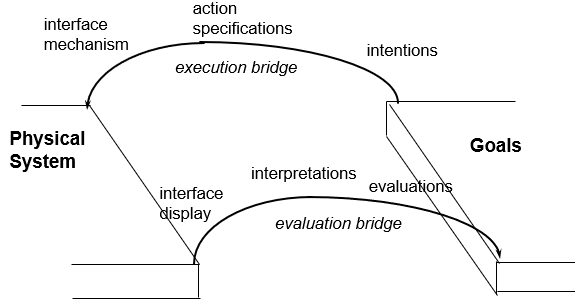 action
specifications
interface
mechanism
intentions
execution bridge
Physical
System
Goals
interpretations
evaluations
interface
display
evaluation bridge